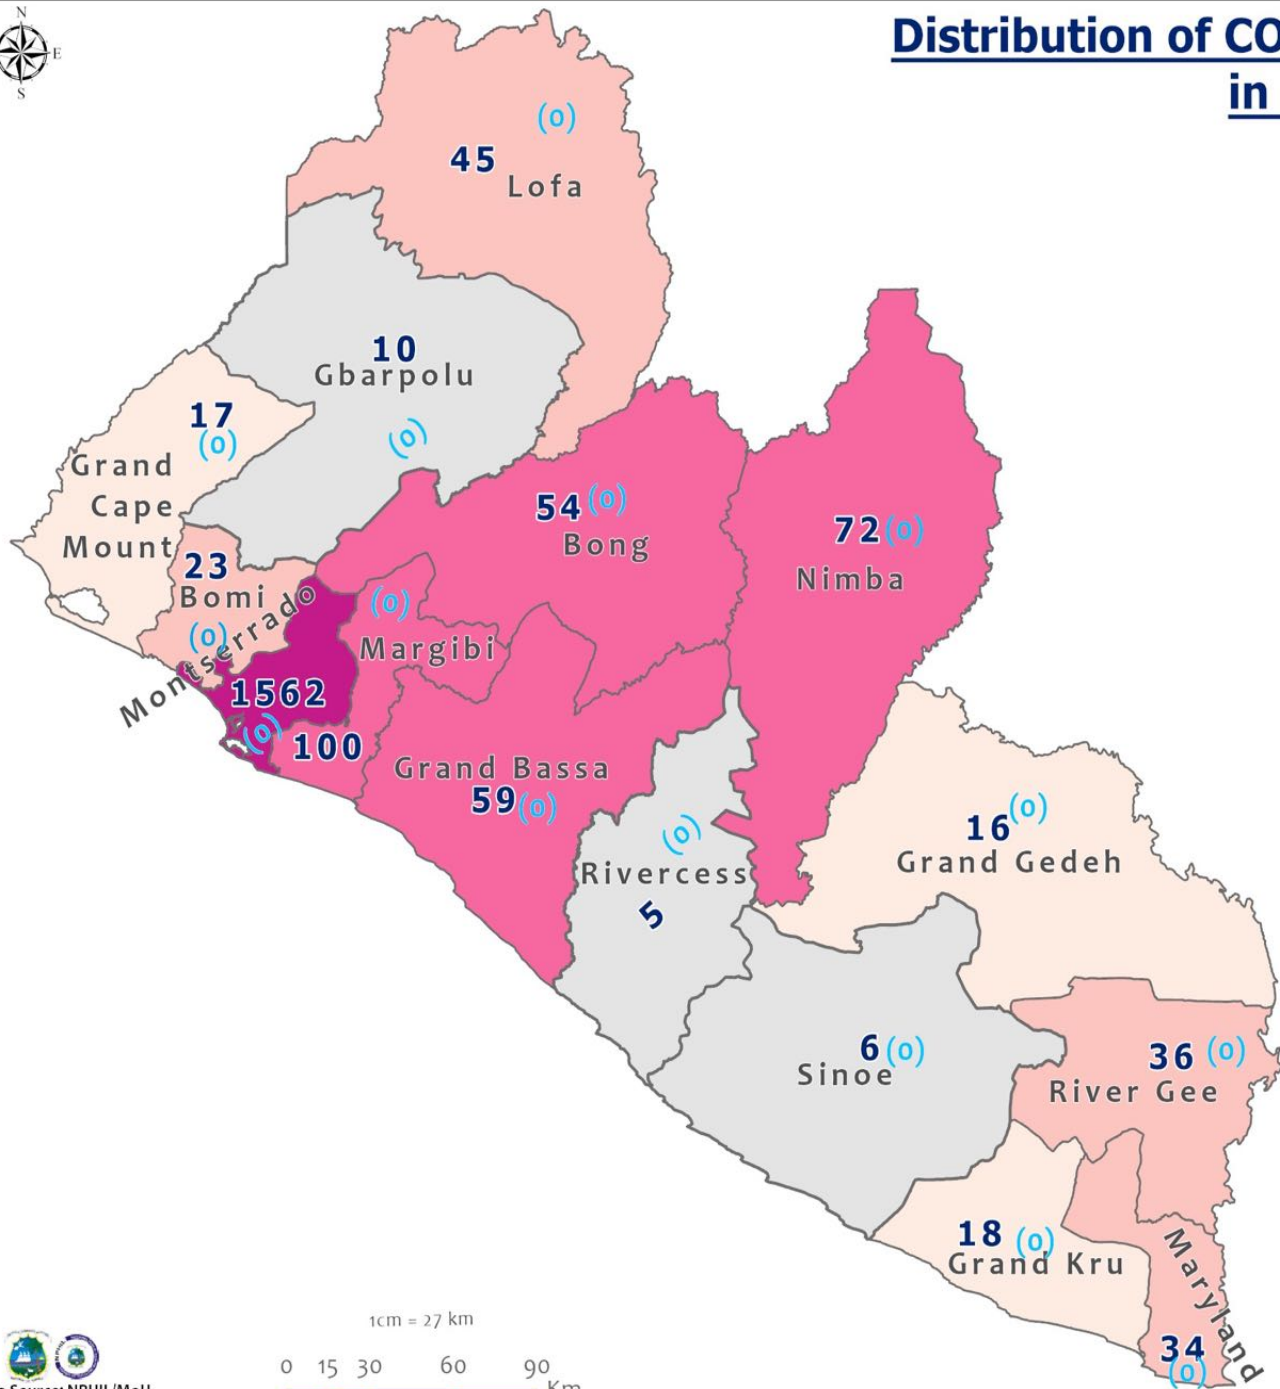 N
E
S
Distribution of CO
in
(0)
45
Lofa
10
Gbarpolu
(0)
17
(0)
Grand
Cape
Mount
54 (0)
Bong
72 (0)
Nimba
23
Bomi
(0)
Montserrado
1562
(0)
(0)
Margibi
100
Grand Bassa
59 (0)
(0)
Rivercess
5
16 (0)
Grand Gedeh
6 (0)
Sinoe
36 (0)
River Gee
18 (0)
Grand Kru
Maryland
34
(0)
1cm = 27 km
0 15 30 60 90
Km
Source: NPHIL/MoH